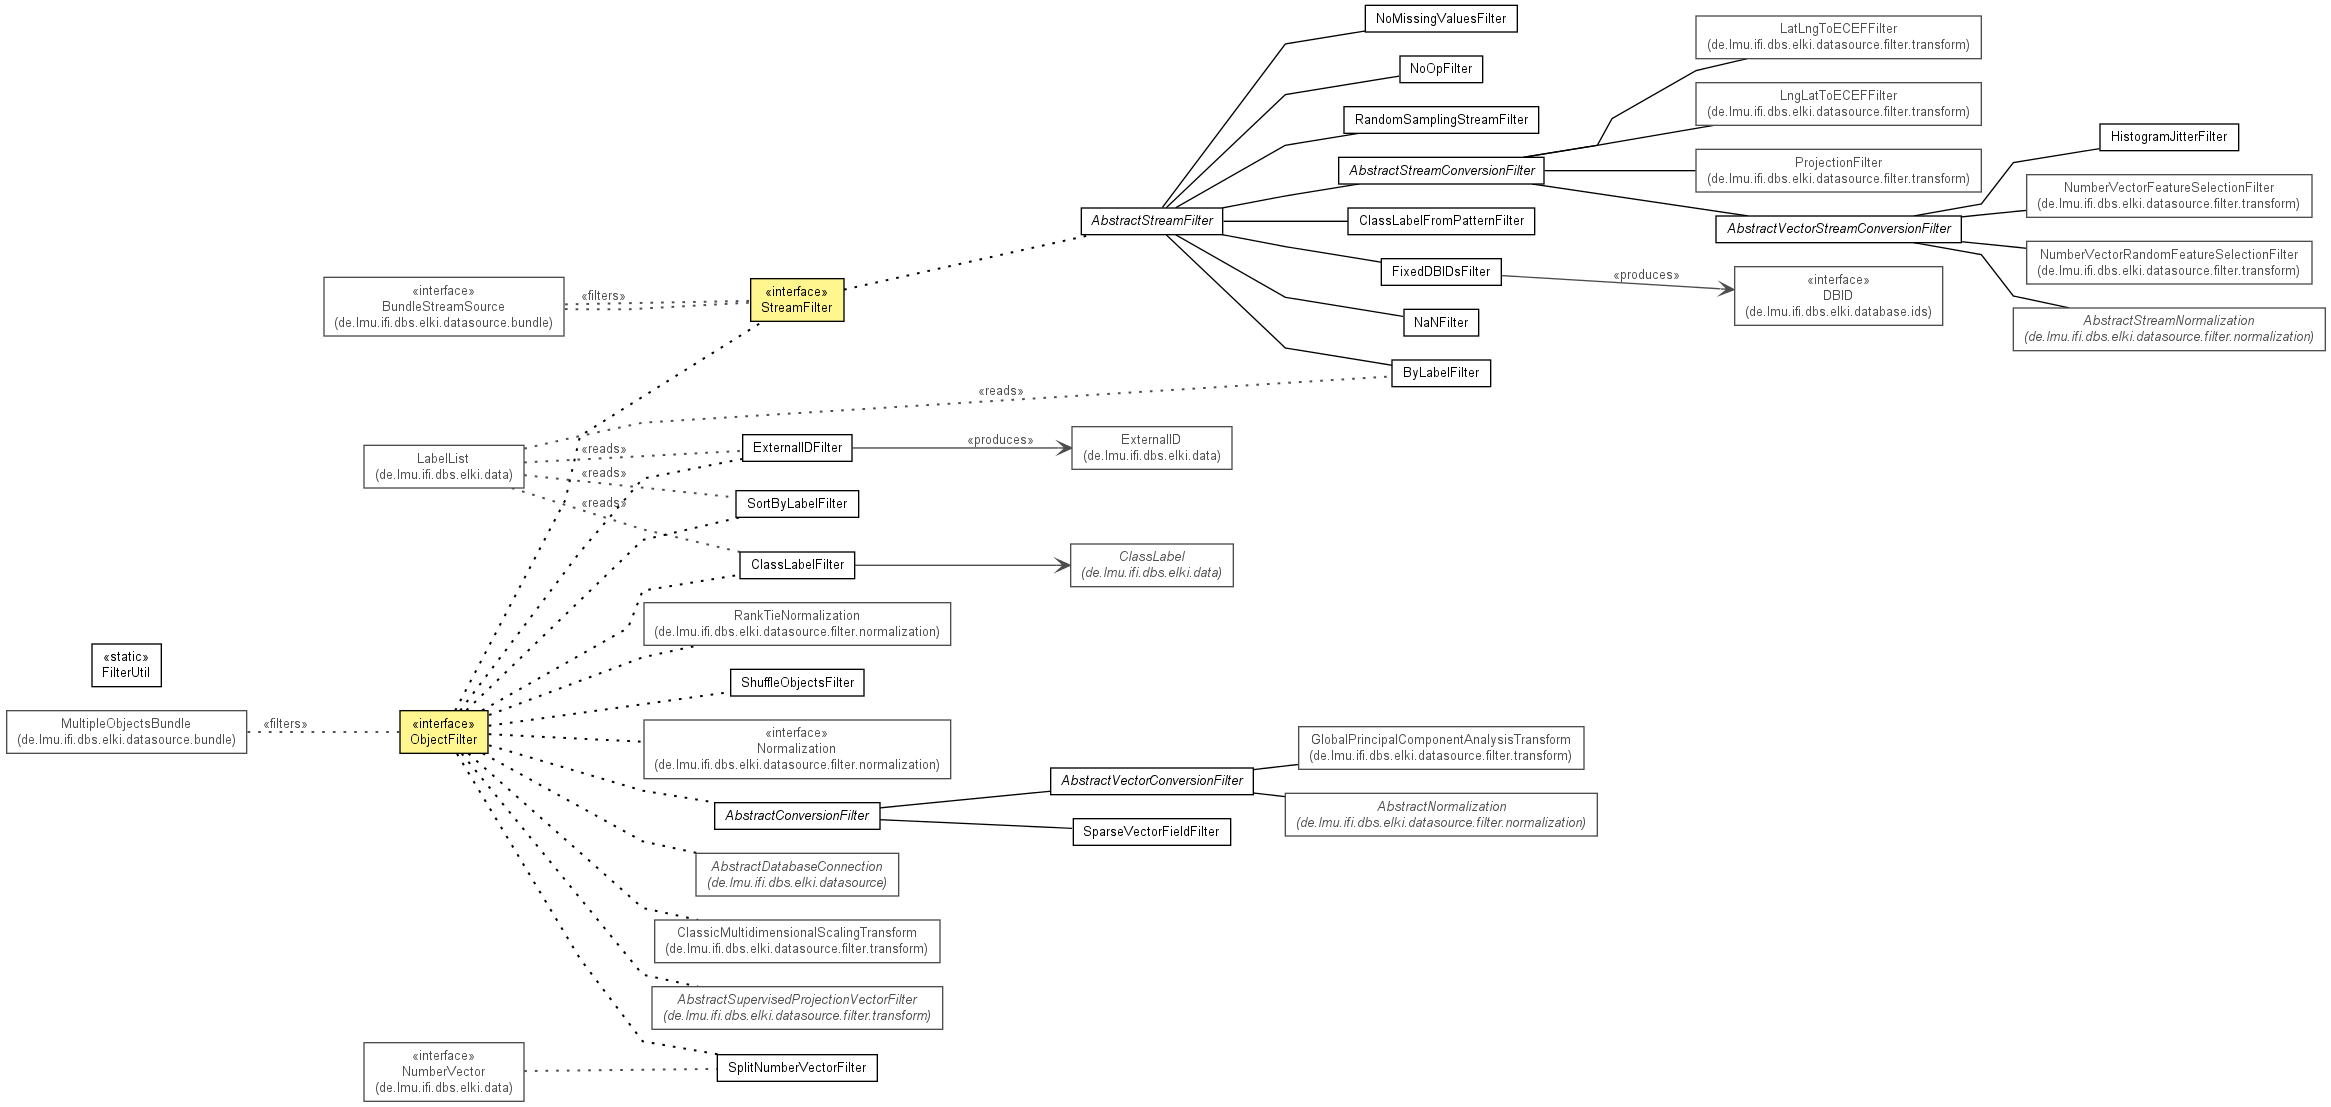 NoMissingValuesFilter
NoOpFilter
RandomSamplingStreamFilter
AbstractStreamConversionFilter
ClassLabelFromPatternFilter
FixedDBIDsFilter
NaNFilter
ByLabelFilter
LatLngToECEFFilter
(de.lmu.ifi.dbs.elki.datasource.filter.transform)
LngLatToECEFFilter
(de.lmu.ifi.dbs.elki.datasource.filter.transform)
ProjectionFilter
(de.lmu.ifi.dbs.elki.datasource.filter.transform)
AbstractVectorStreamConversionFilter
HistogramJitterFilter
NumberVectorFeatureSelectionFilter
(de.lmu.ifi.dbs.elki.datasource.filter.transform)
NumberVectorRandomFeatureSelectionFilter
(de.lmu.ifi.dbs.elki.datasource.filter.transform)
AbstractStreamNormalization
(de.lmu.ifi.dbs.elki.datasource.filter.normalization)
«produces»
«interface»
DBID
(de.lmu.ifi.dbs.elki.database.ids)
AbstractStreamFilter
«interface»
BundleStreamSource
(de.lmu.ifi.dbs.elki.datasource.bundle)
«filters»
«interface»
StreamFilter
«reads»
LabelList
(de.lmu.ifi.dbs.elki.data)
«reads»
«reads»
«reads»
ExternalIDFilter
«produces»
ExternalID
(de.lmu.ifi.dbs.elki.data)
SortByLabelFilter
ClassLabelFilter
ClassLabel
(de.lmu.ifi.dbs.elki.data)
RankTieNormalization
(de.lmu.ifi.dbs.elki.datasource.filter.normalization)
«static»
FilterUtil
MultipleObjectsBundle
(de.lmu.ifi.dbs.elki.datasource.bundle)
«filters»
«interface»
ObjectFilter
ShuffleObjectsFilter
«interface»
Normalization
(de.lmu.ifi.dbs.elki.datasource.filter.normalization)
AbstractConversionFilter
AbstractVectorConversionFilter
SparseVectorFieldFilter
GlobalPrincipalComponentAnalysisTransform
(de.lmu.ifi.dbs.elki.datasource.filter.transform)
AbstractNormalization
(de.lmu.ifi.dbs.elki.datasource.filter.normalization)
AbstractDatabaseConnection
(de.lmu.ifi.dbs.elki.datasource)
ClassicMultidimensionalScalingTransform
(de.lmu.ifi.dbs.elki.datasource.filter.transform)
AbstractSupervisedProjectionVectorFilter
(de.lmu.ifi.dbs.elki.datasource.filter.transform)
«interface»
NumberVector
(de.lmu.ifi.dbs.elki.data)
SplitNumberVectorFilter